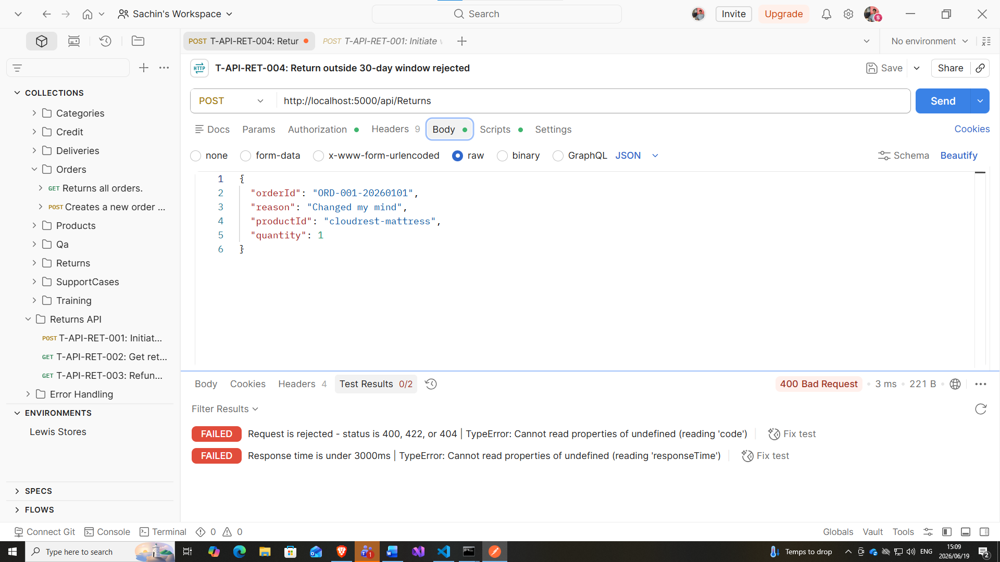 Sachin's Workspace
Search
Invite
Upgrade
S
POST T-API-RET-004: Retur
POST T-API-RET-001: Initiate
No environment
HTTP
T-API-RET-004: Return outside 30-day window rejected
Save
Share
COLLECTIONS
Categories
Credit
Deliveries
Orders
GET Returns all orders.
POST Creates a new order ...
Products
Qa
Returns
SupportCases
Training
Returns API
POST T-API-RET-001: Initiat...
GET T-API-RET-002: Get ret...
GET T-API-RET-003: Refun...
Error Handling
ENVIRONMENTS
Lewis Stores
SPECS
FLOWS
POST
http://localhost:5000/api/Returns
Send
Docs
Params
Authorization
Headers 9
Body
Scripts
Settings
Cookies
none
form-data
x-www-form-urlencoded
raw
binary
GraphQL
JSON
Schema
Beautify
1 {
2 "orderId": "ORD-001-20260101",
3 "reason": "Changed my mind",
4 "productId": "cloudrest-mattress",
5 "quantity": 1
6 }
Body
Cookies
Headers 4
Test Results 0/2
400 Bad Request
3 ms
221 B
Filter Results
FAILED Request is rejected - status is 400, 422, or 404 | TypeError: Cannot read properties of undefined (reading 'code') Fix test
FAILED Response time is under 3000ms | TypeError: Cannot read properties of undefined (reading 'responseTime') Fix test
Connect Git
Console
Terminal
0
0
Globals
Vault
Tools
Type here to search
1
Temps to drop
ENG
15:09
2026/06/19
2